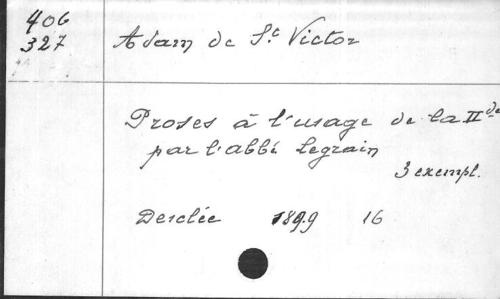 406
327
Adam de St Victor
Proses à l'usage de la IIde
par l'abbé Legrain
3 exempl.
Desclée 1899 16